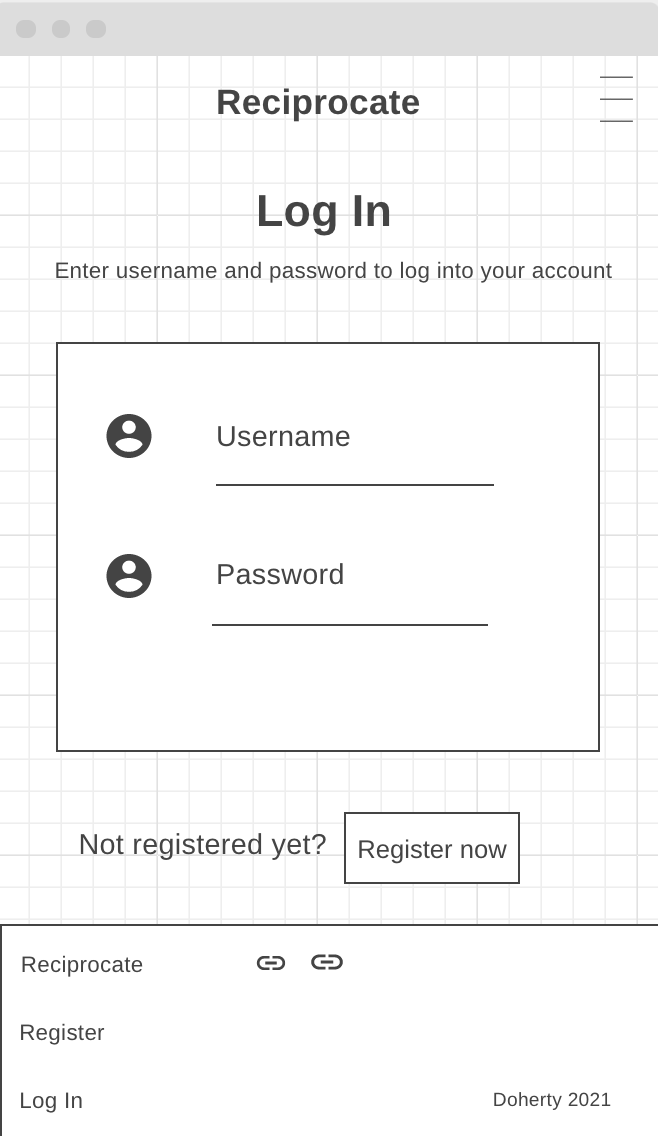 Reciprocate
Log In
Enter username and password to log into your account
Username
Password
Not registered yet? Register now
Reciprocate
Register
Log In
Doherty 2021